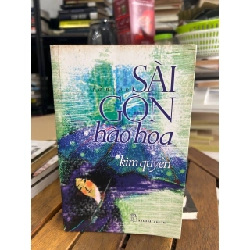 SÀI
GÒN
hào hoa
kim quyên